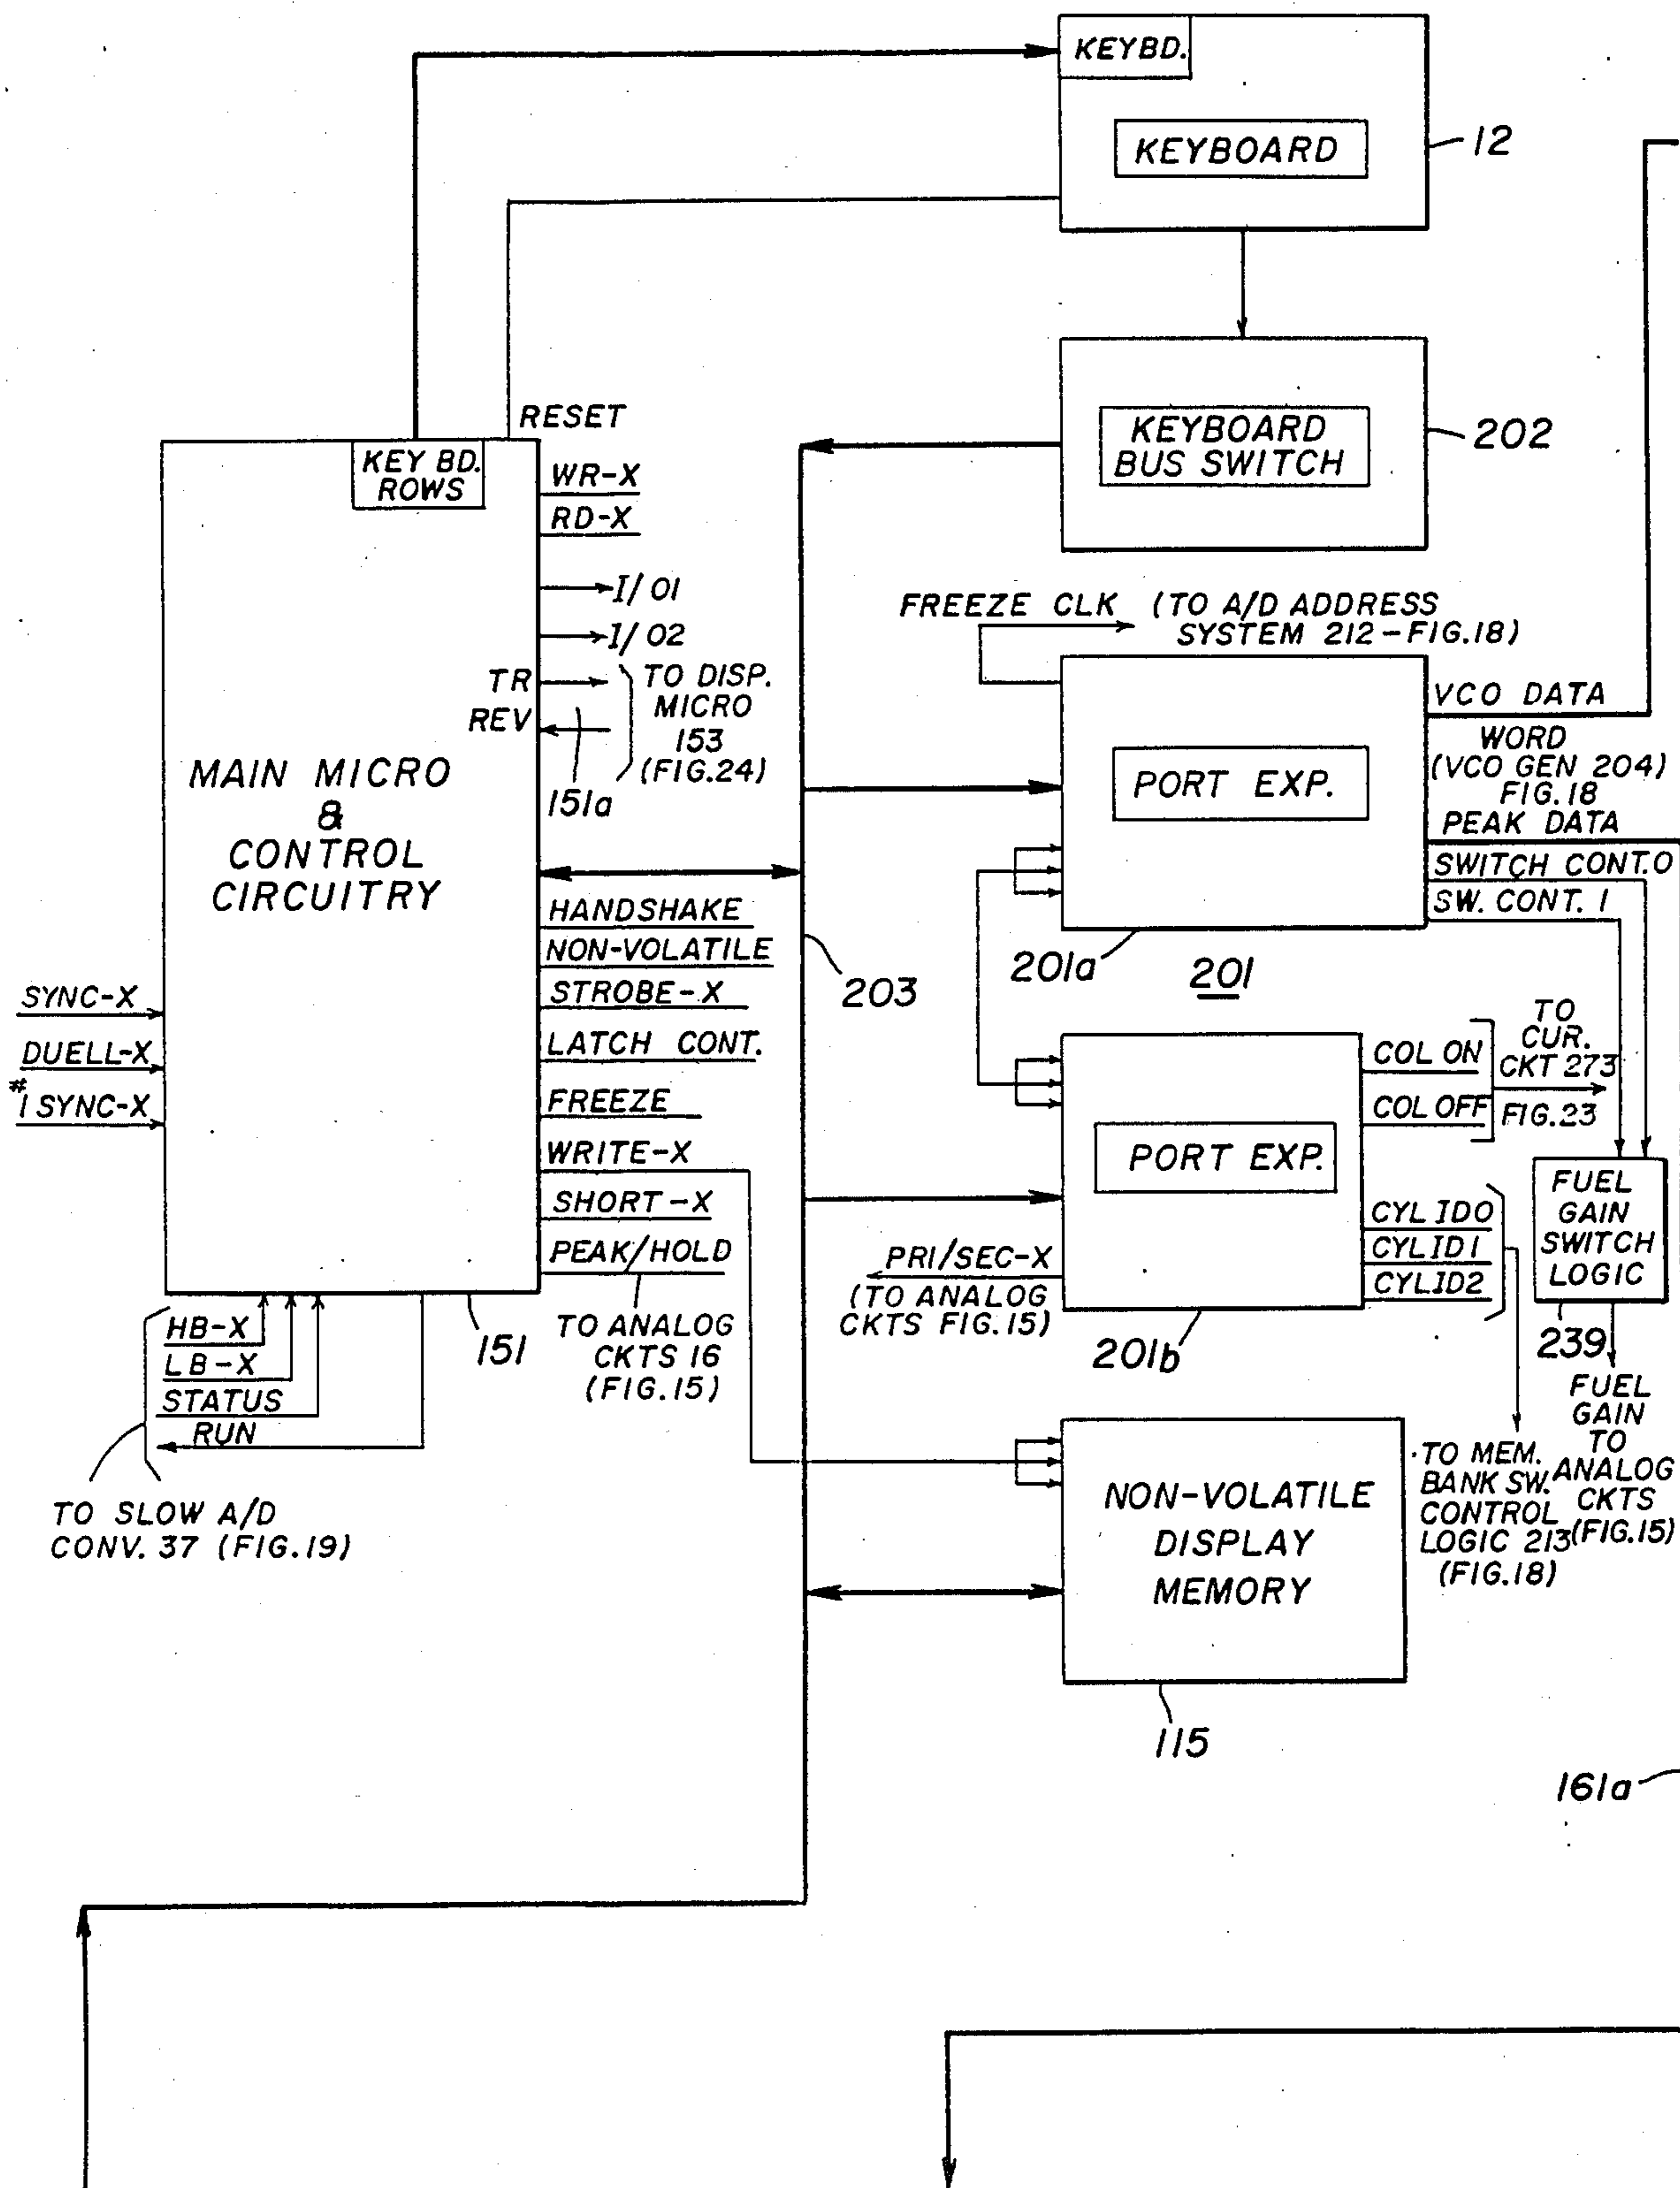 KEYBD.
KEYBOARD
12
RESET
KEY BD.
ROWS
KEYBOARD
BUS SWITCH
202
WR-X
RD-X
I/O1
I/O2
TR
REV
TO DISP.
MICRO
153
(FIG.24)
151a
MAIN MICRO
&
CONTROL
CIRCUITRY
FREEZE CLK (TO A/D ADDRESS
SYSTEM 212-FIG.18)
PORT EXP.
VCO DATA
WORD
(VCO GEN 204)
FIG.18
PEAK DATA
SWITCH CONT.0
SW. CONT. 1
201a
201
203
HANDSHAKE
NON-VOLATILE
STROBE-X
LATCH CONT.
FREEZE
WRITE-X
SHORT-X
PEAK/HOLD
SYNC-X
DUELL-X
#1 SYNC-X
TO ANALOG
CKTS 16
(FIG.15)
151
HB-X
LB-X
STATUS
RUN
TO SLOW A/D
CONV. 37 (FIG.19)
PORT EXP.
COL ON
COL OFF
TO
CUR.
CKT 273
FIG.23
CYLID0
CYLID1
CYLID2
PRI/SEC-X
(TO ANALOG
CKTS FIG.15)
201b
FUEL
GAIN
SWITCH
LOGIC
239
FUEL
GAIN
TO
ANALOG
CKTS
(FIG.15)
TO MEM.
BANK SW.
CONTROL
LOGIC 213
(FIG.18)
NON-VOLATILE
DISPLAY
MEMORY
115
161a